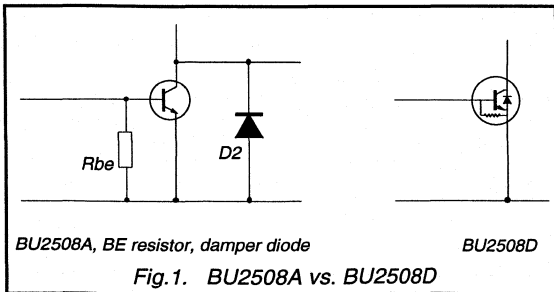 Rbe
D2
BU2508A, BE resistor, damper diode
BU2508D
Fig.1. BU2508A vs. BU2508D